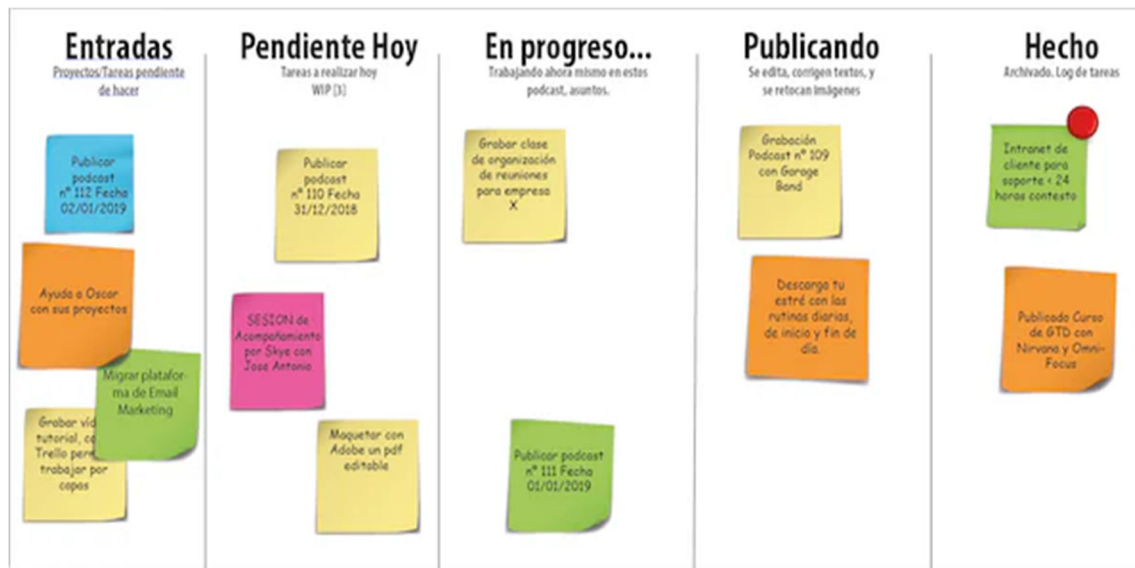 Entradas
Proyectos/Tareas pendiente
de hacer
Publicar
podcast
nº 112 Fecha
02/01/2019
Ayuda a Oscar
con sus proyectos
Migrar platafor-
ma de Email
Marketing
Grabar víd
tutorial, co
Trello perm
trabajar por
capas
Pendiente Hoy
Tareas a realizar hoy
WIP (3)
Publicar
podcast
nº 110 Fecha
31/12/2018
SESION de
Acompañamiento
por Skye con
Jose Antonio
Maquetar con
Adobe un pdf
editable
En progreso...
Trabajando ahora mismo en estos
podcast, asuntos.
Grabar clase
de organización
de reuniones
para empresa
X
Publicar podcast
nº 111 Fecha
01/01/2019
Publicando
Se edita, corrigen textos, y
se retocan imágenes
Grabación
Podcast nº 109
con Garage
Band
Descarga tu
estré con las
rutinas diarias,
de inicio y fin de
día.
Hecho
Archivado. Log de tareas
Intranet de
cliente para
soporte < 24
horas contesto
Publicado Curso
de GTD con
Nirvana y Omni-
Focus